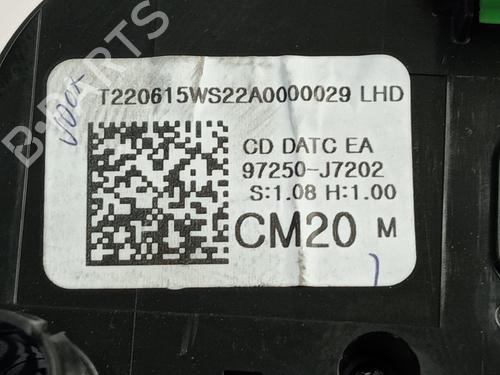 B-PARTS
T220615WS22A0000029 LHD
CD DATC EA
97250-J7202
S:1.08 H:1.00
CM20 M